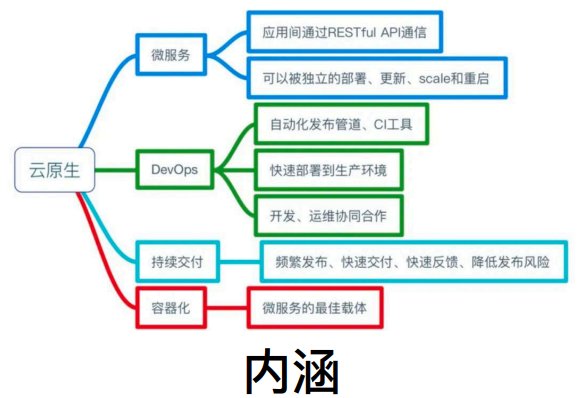 云原生
微服务
应用间通过RESTful API通信
可以被独立的部署、更新、scale和重启
DevOps
自动化发布管道、CI工具
快速部署到生产环境
开发、运维协同合作
持续交付
频繁发布、快速交付、快速反馈、降低发布风险
容器化
微服务的最佳载体
内涵